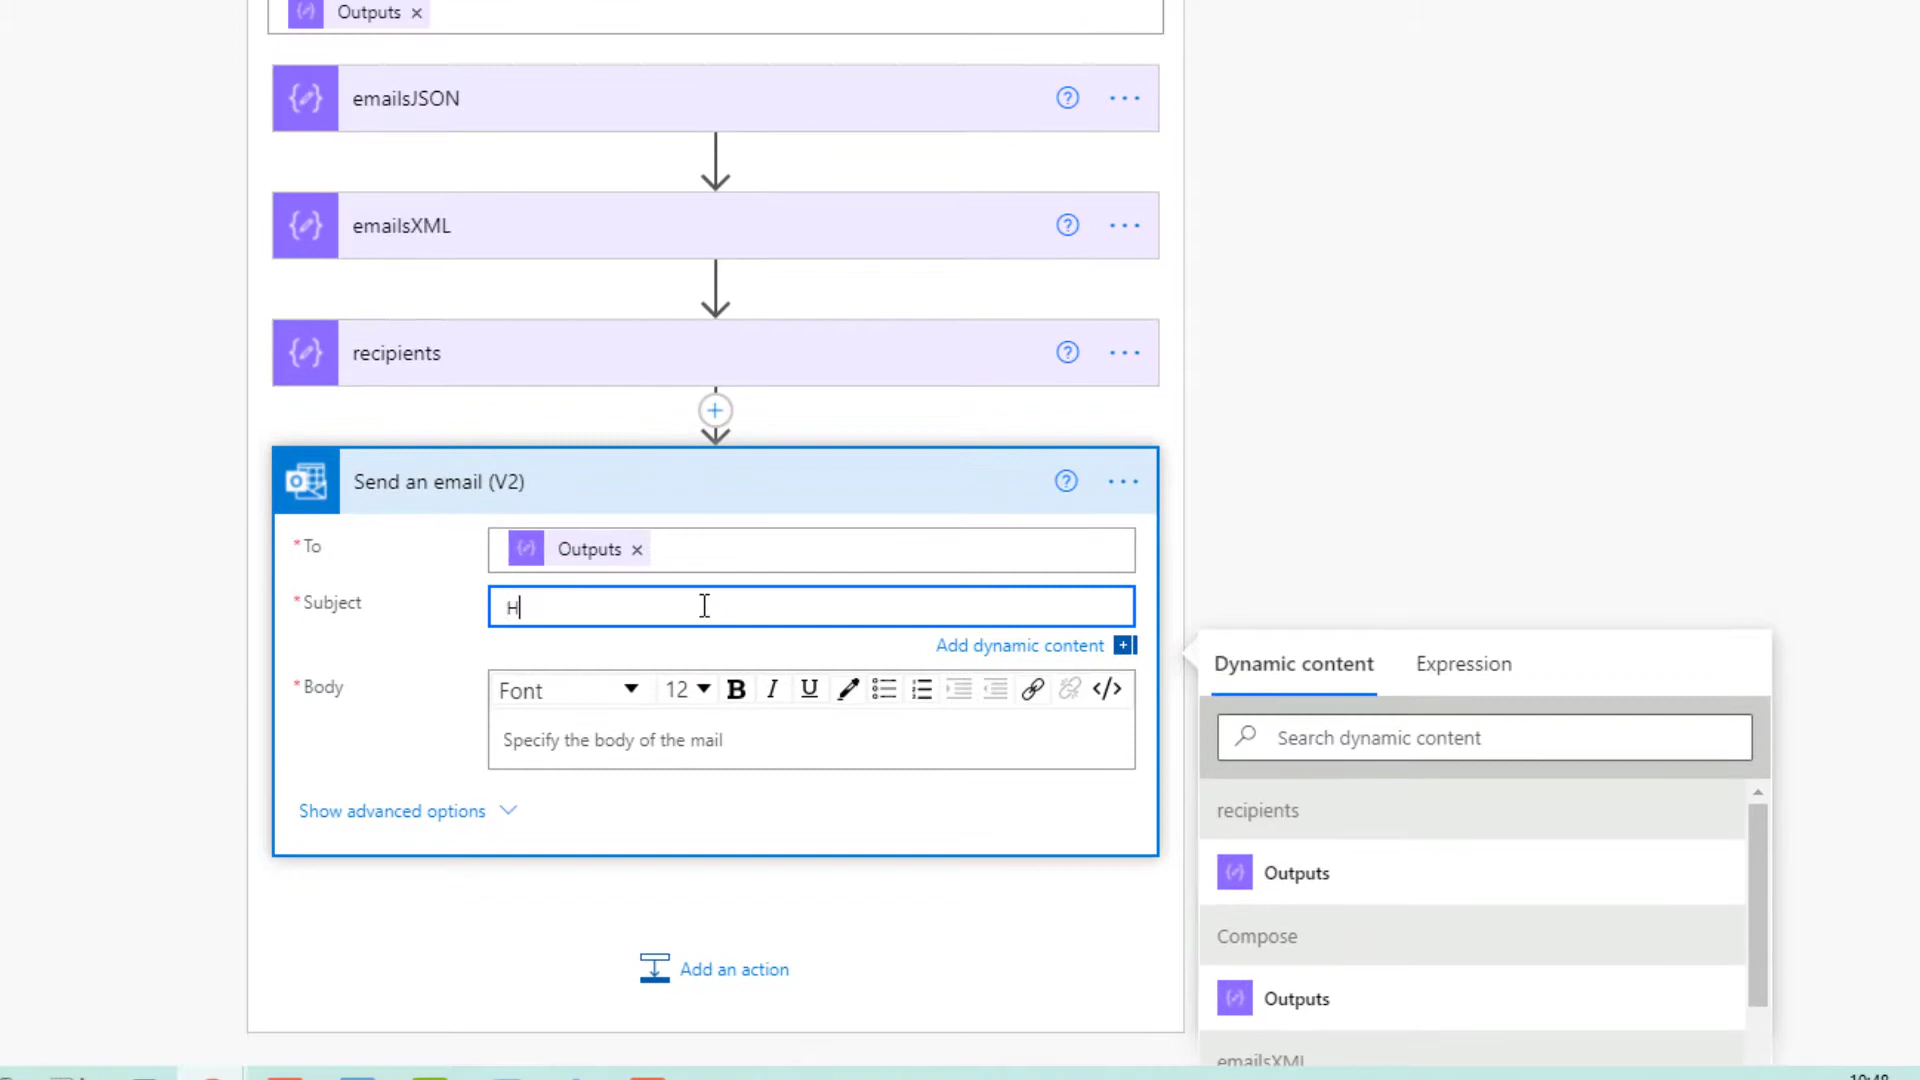 Outputs ×
emailsJSON
emailsXML
recipients
Send an email (V2)
* To
Outputs ×
* Subject
H
Add dynamic content
* Body
Font 12 B I U </>
Specify the body of the mail
Show advanced options
Add an action
Dynamic content Expression
Search dynamic content
recipients
Outputs
Compose
Outputs
emailsXML